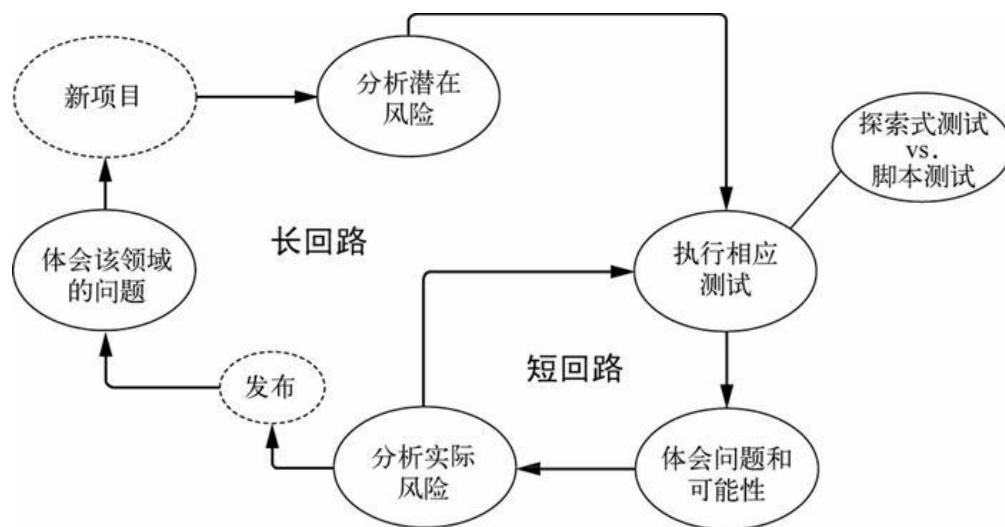 新项目
分析潜在
风险
探索式测试
vs.
脚本测试
长回路
体会该领域
的问题
执行相应
测试
短回路
发布
分析实际
风险
体会问题和
可能性